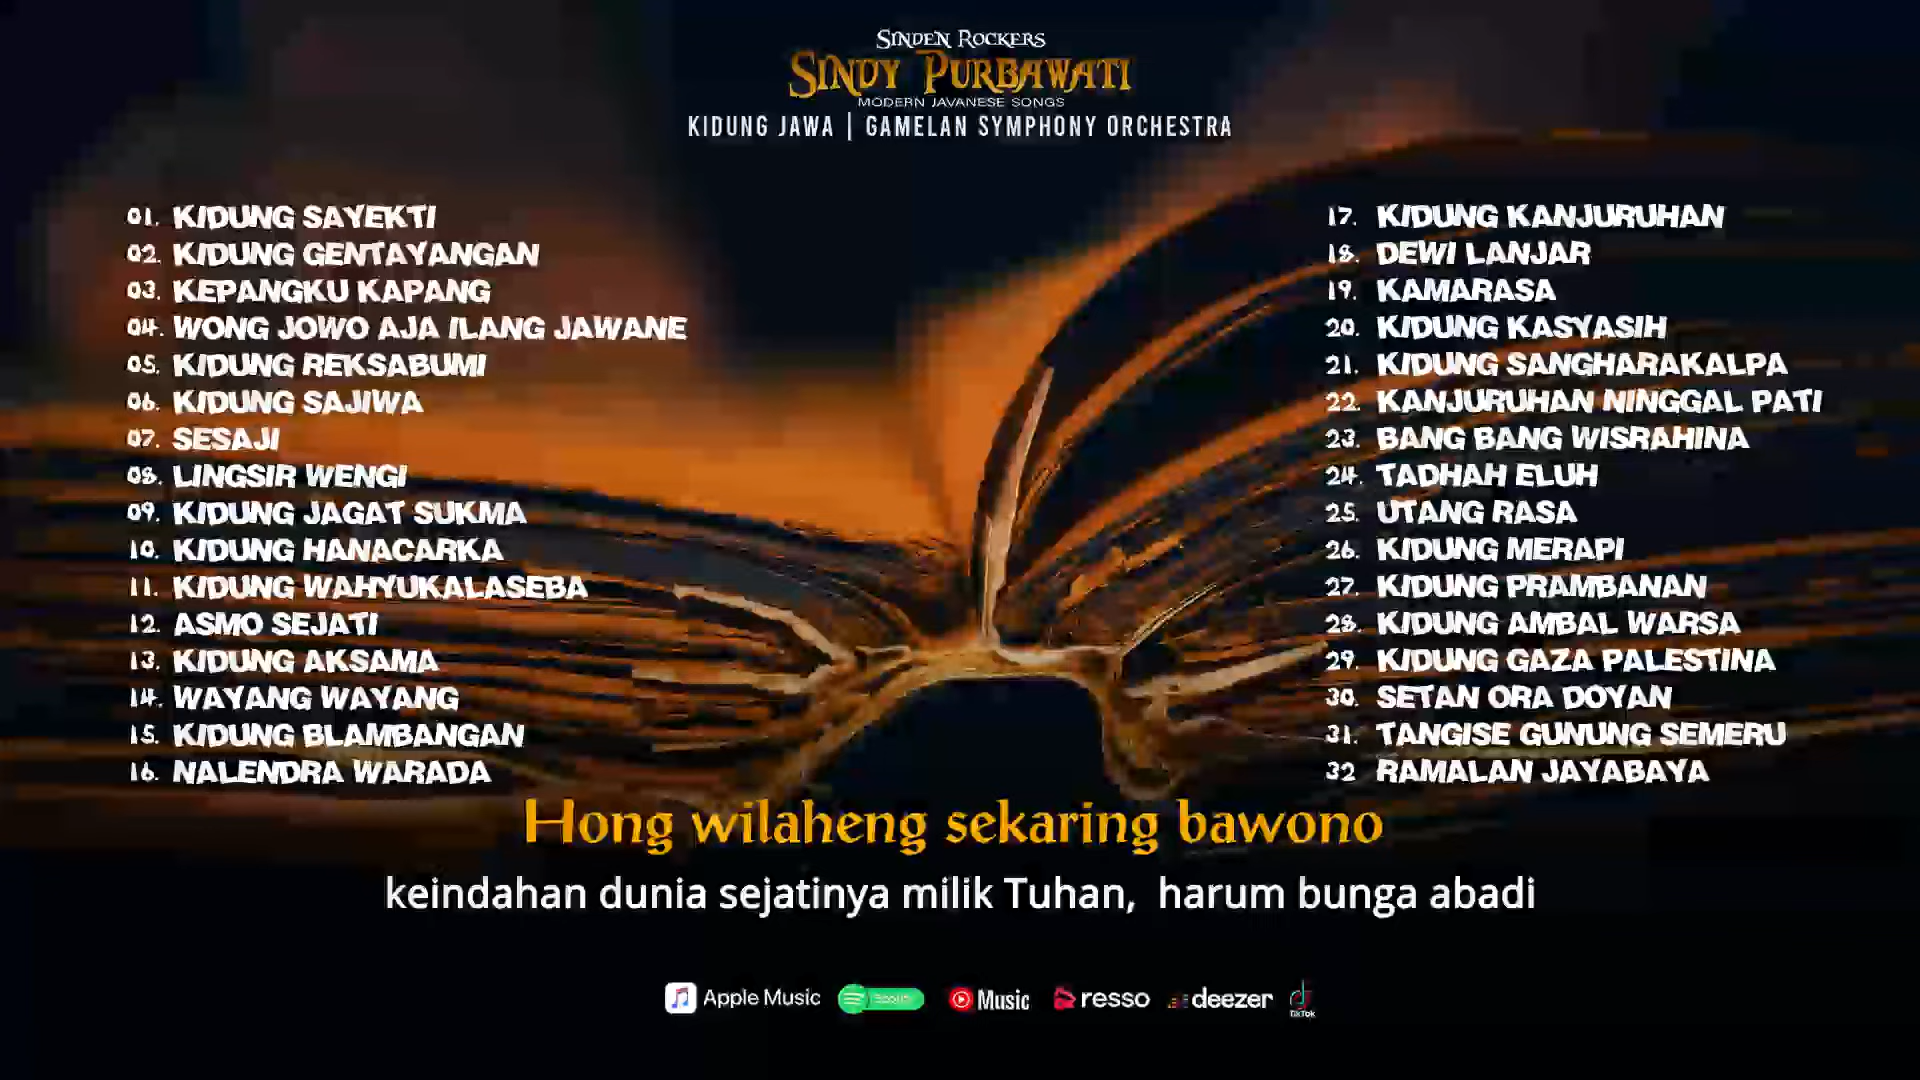 SINDEN ROCKERS
SINDY PURBAWATI
MODERN JAVANESE SONGS
KIDUNG JAWA | GAMELAN SYMPHONY ORCHESTRA
01. KIDUNG SAYEKTI
02. KIDUNG GENTAYANGAN
03. KEPANGKU KAPANG
04. WONG JOWO AJA ILANG JAWANE
05. KIDUNG REKSABUMI
06. KIDUNG SAJIWA
07. SESAJI
08. LINGSIR WENGI
09. KIDUNG JAGAT SUKMA
10. KIDUNG HANACARKA
11. KIDUNG WAHYUKALASEBA
12. ASMO SEJATI
13. KIDUNG AKSAMA
14. WAYANG WAYANG
15. KIDUNG BLAMBANGAN
16. NALENDRA WARADA
17. KIDUNG KANJURUHAN
18. DEWI LANJAR
19. KAMARASA
20. KIDUNG KASYASIH
21. KIDUNG SANGHARAKALPA
22. KANJURUHAN NINGGAL PATI
23. BANG BANG WISRAHINA
24. TADHAH ELUH
25. UTANG RASA
26. KIDUNG MERAPI
27. KIDUNG PRAMBANAN
28. KIDUNG AMBAL WARSA
29. KIDUNG GAZA PALESTINA
30. SETAN ORA DOYAN
31. TANGISE GUNUNG SEMERU
32 RAMALAN JAYABAYA
Hong wilaheng sekaring bawono
keindahan dunia sejatinya milik Tuhan, harum bunga abadi
Apple Music
Music
resso
deezer
TikTok